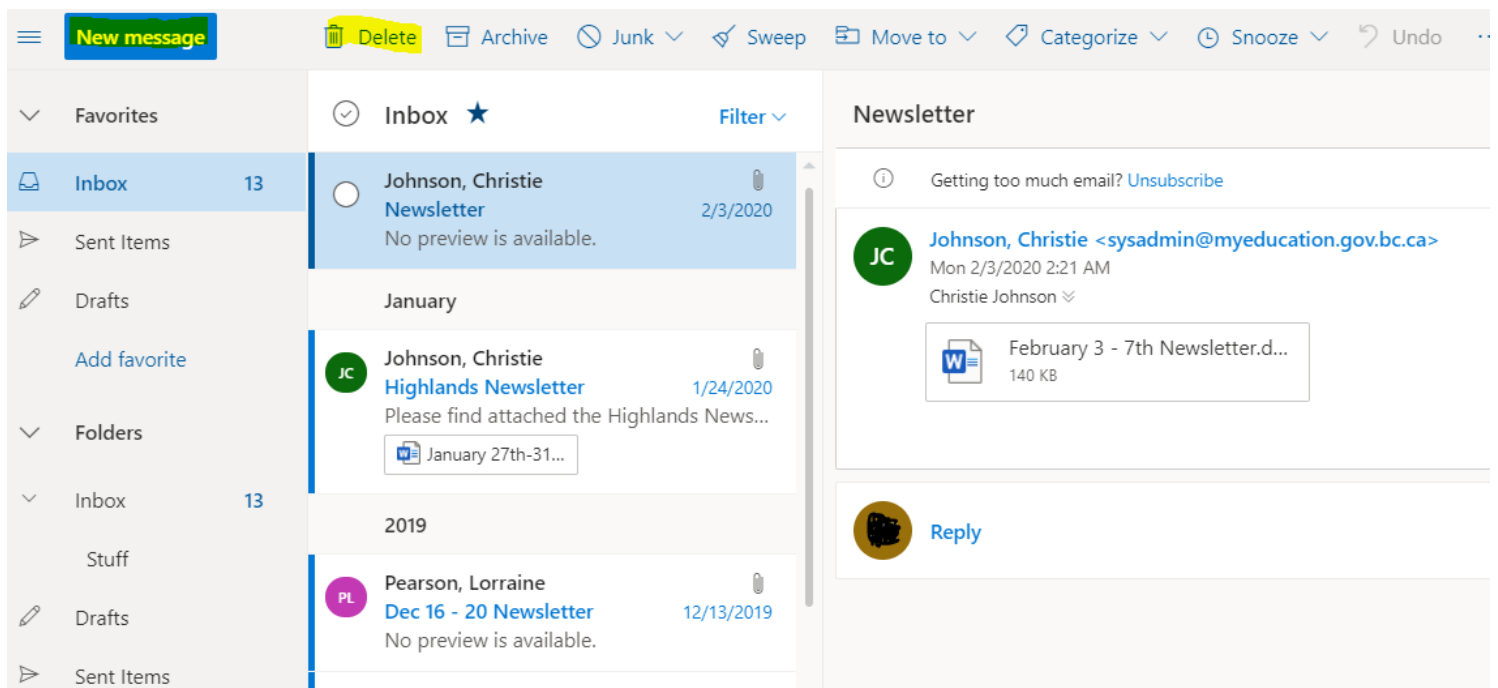 New message Delete Archive Junk Sweep Move to Categorize Snooze Undo
Favorites
Inbox 13
Sent Items
Drafts
Add favorite
Folders
Inbox 13
Stuff
Drafts
Sent Items
Inbox Filter
Johnson, Christie
Newsletter 2/3/2020
No preview is available.
January
JC Johnson, Christie
Highlands Newsletter 1/24/2020
Please find attached the Highlands News...
January 27th-31...
2019
PL Pearson, Lorraine
Dec 16 - 20 Newsletter 12/13/2019
No preview is available.
Newsletter
Getting too much email? Unsubscribe
JC Johnson, Christie <sysadmin@myeducation.gov.bc.ca>
Mon 2/3/2020 2:21 AM
Christie Johnson
February 3 - 7th Newsletter.d...
140 KB
Reply